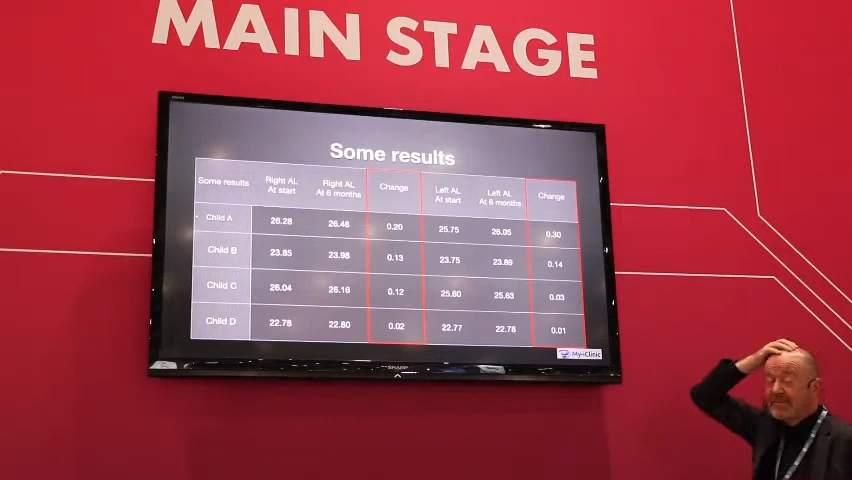 MAIN STAGE
Some results
Some results Right AL At start Right AL At 6 months Change Left AL At start Left AL At 6 months Change
Child A 26.28 26.48 0.20 25.75 26.05 0.30
Child B 23.85 23.98 0.13 23.75 23.89 0.14
Child C 26.04 26.16 0.12 25.60 25.63 0.03
Child D 22.78 22.80 0.02 22.77 22.78 0.01
My-iClinic
SHARP